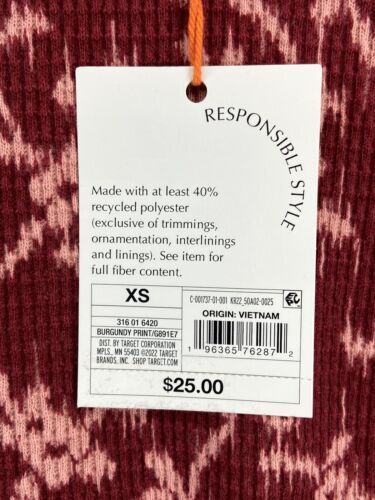 RESPONSIBLE STYLE
Made with at least 40%
recycled polyester
(exclusive of trimmings,
ornamentation, interlinings
and linings). See item for
full fiber content.
XS
316 01 6420
BURGUNDY PRINT/G891E7
DIST. BY TARGET CORPORATION
MPLS., MN 55403 ©2022 TARGET
BRANDS, INC. SHOP TARGET.COM
C-001737-01-001 KR22_50A02-0025
ORIGIN: VIETNAM
1 96365 76287 2
$25.00